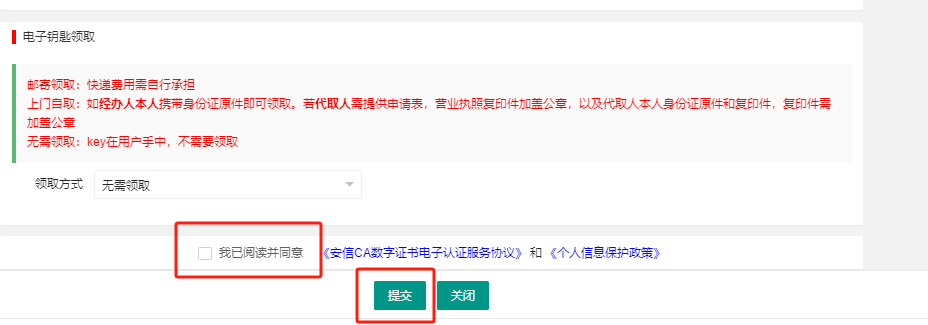 电子钥匙领取
邮寄领取：快递费用需自行承担
上门自取：如经办人本人携带身份证原件即可领取。若代取人需提供申请表，营业执照复印件加盖公章，以及代取人本人身份证原件和复印件，复印件需
加盖公章
无需领取：key在用户手中，不需要领取
领取方式 无需领取
我已阅读并同意 《安信CA数字证书电子认证服务协议》 和 《个人信息保护政策》
提交 关闭